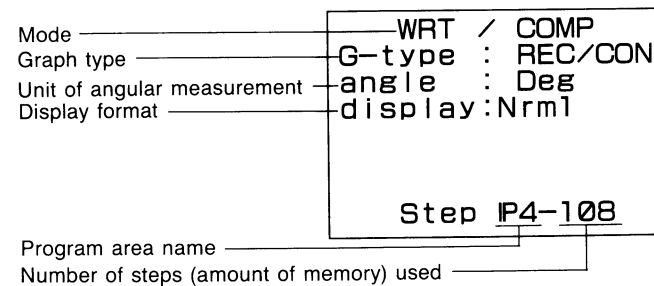 Mode
WRT / COMP
Graph type
G-type : REC/CON
Unit of angular measurement
angle : Deg
Display format
display:Nrm1
Step P4-108
Program area name
Number of steps (amount of memory) used